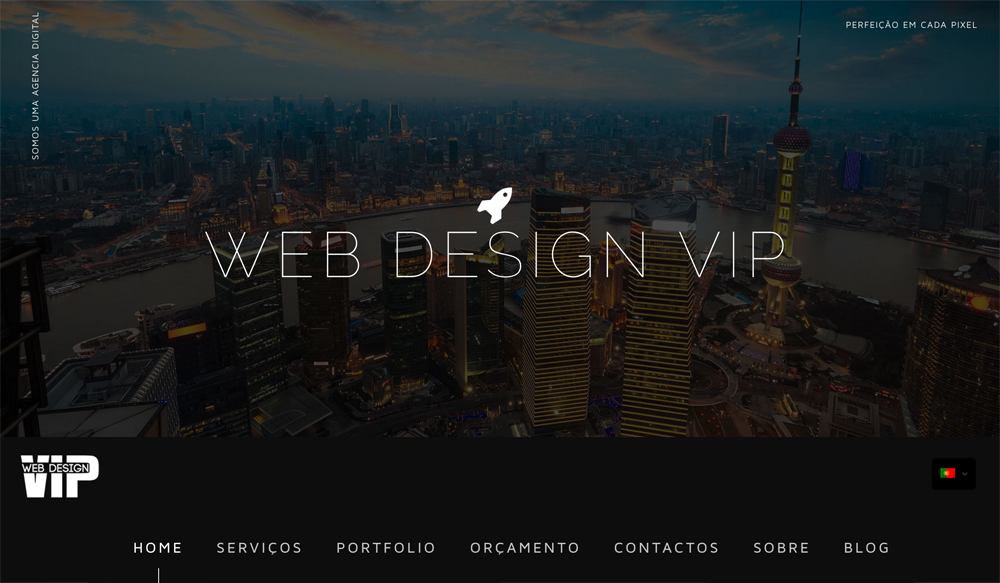 SOMOS UMA AGENCIA DIGITAL
PERFEIÇÃO EM CADA PIXEL
WEB DESIGN VIP
WEB DESIGN
VIP
HOME SERVIÇOS PORTFOLIO ORÇAMENTO CONTACTOS SOBRE BLOG